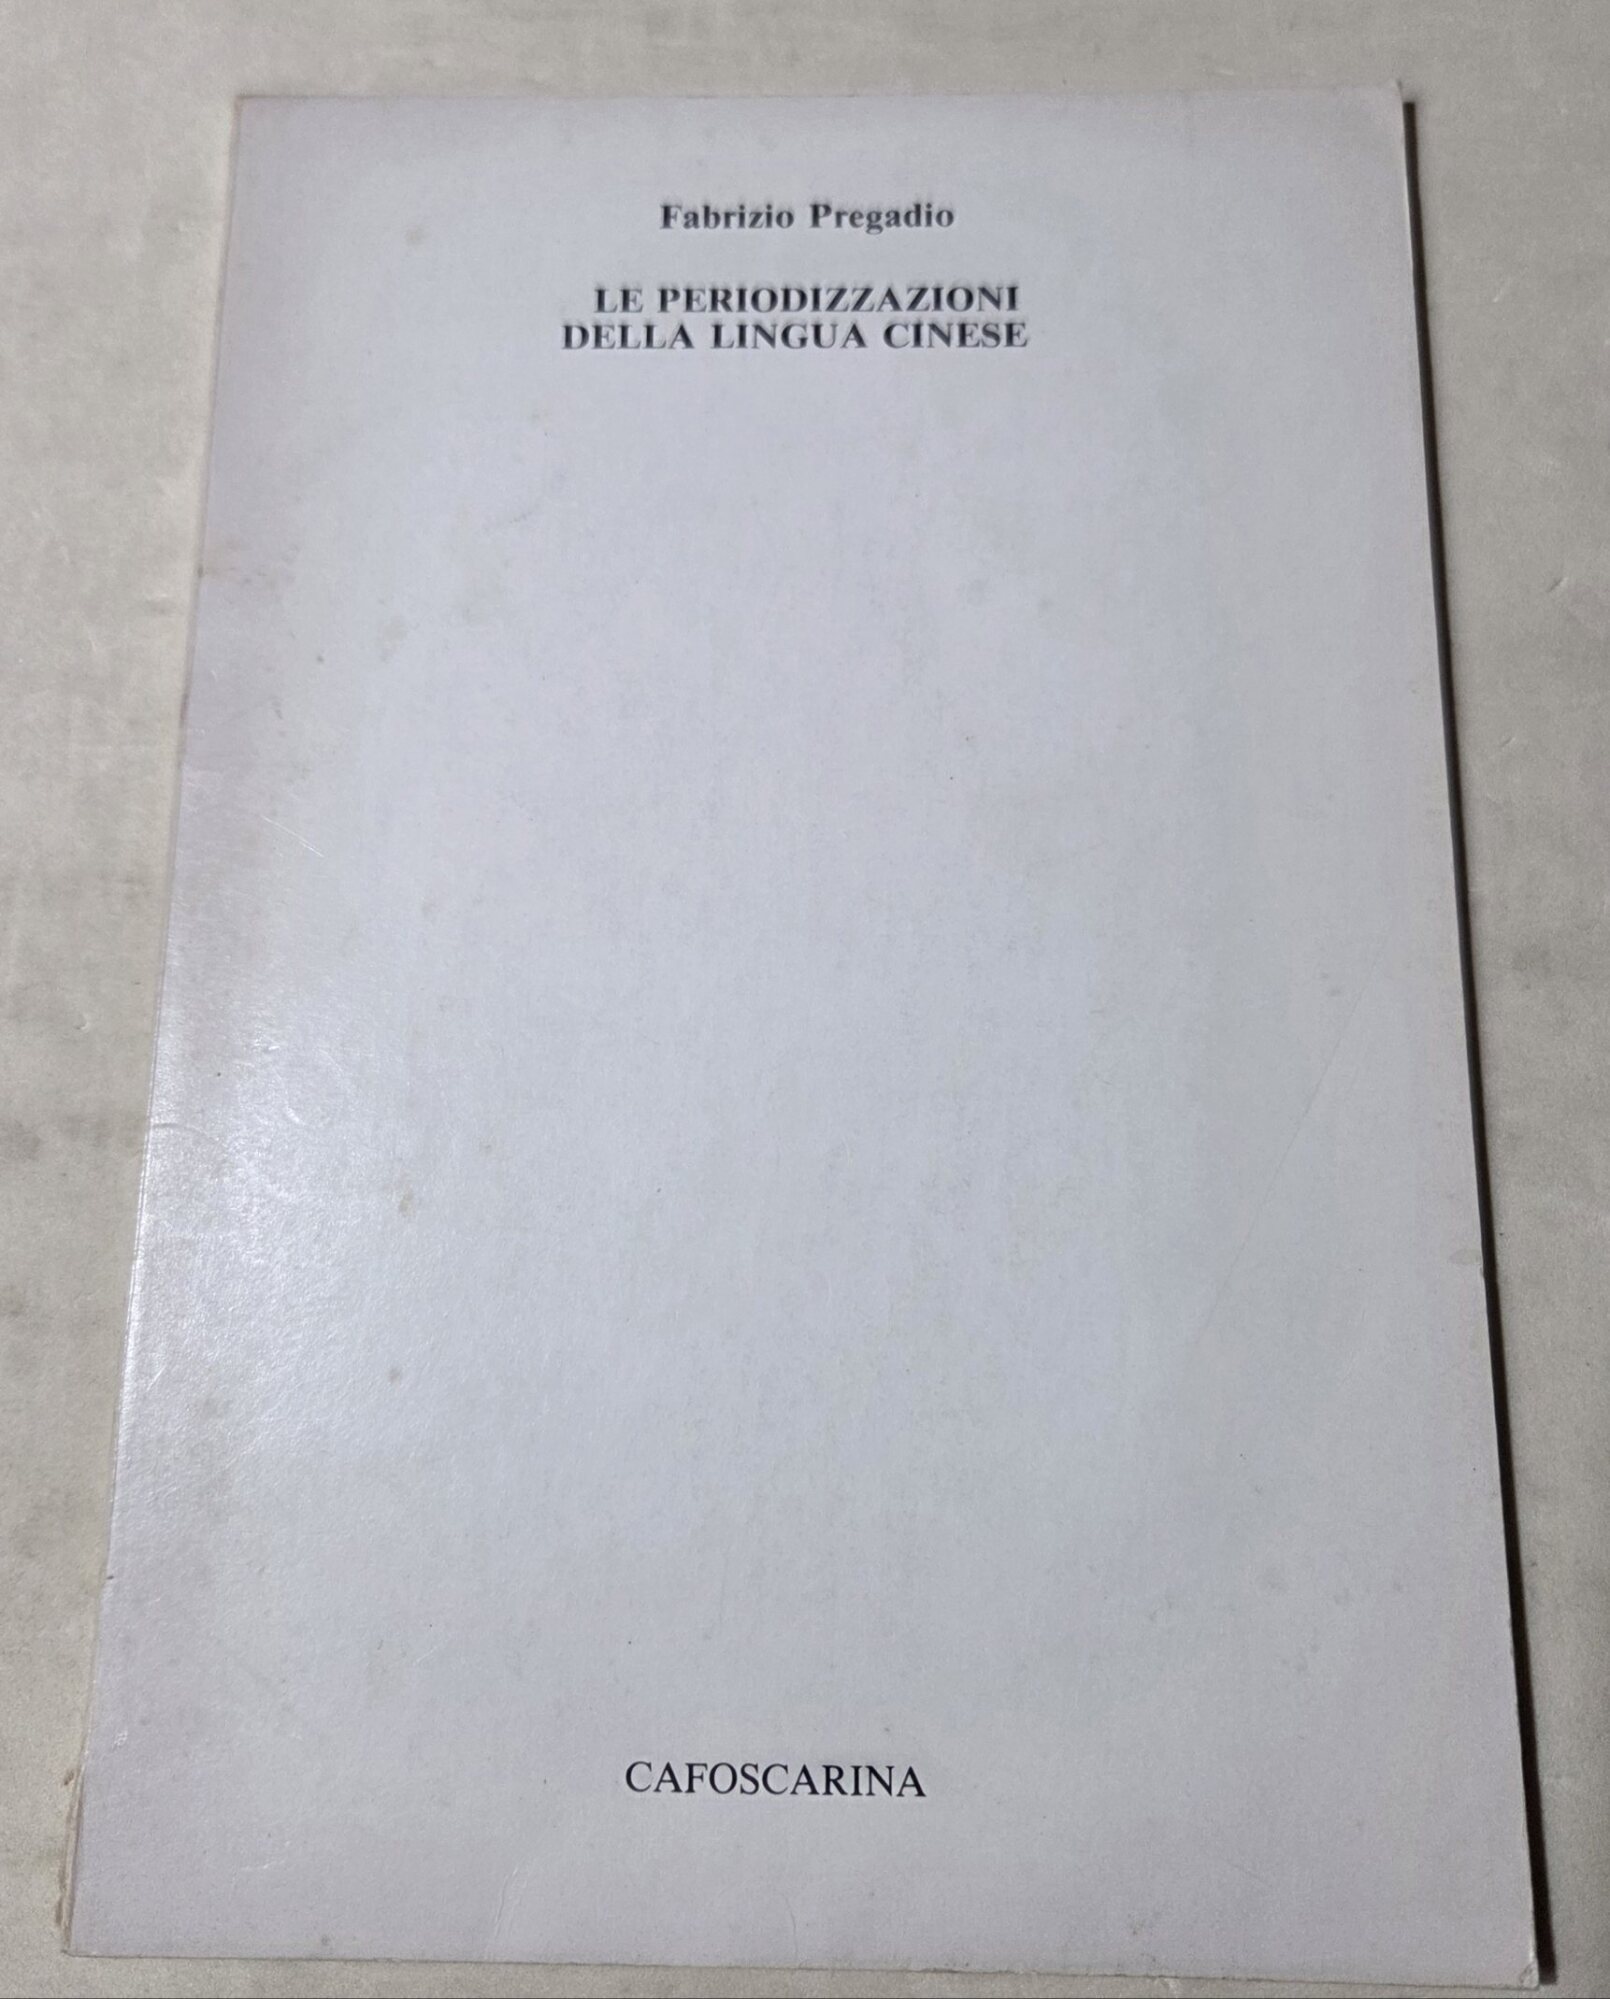 Fabrizio Pregadio
LE PERIODIZZAZIONI
DELLA LINGUA CINESE
CAFOSCARINA